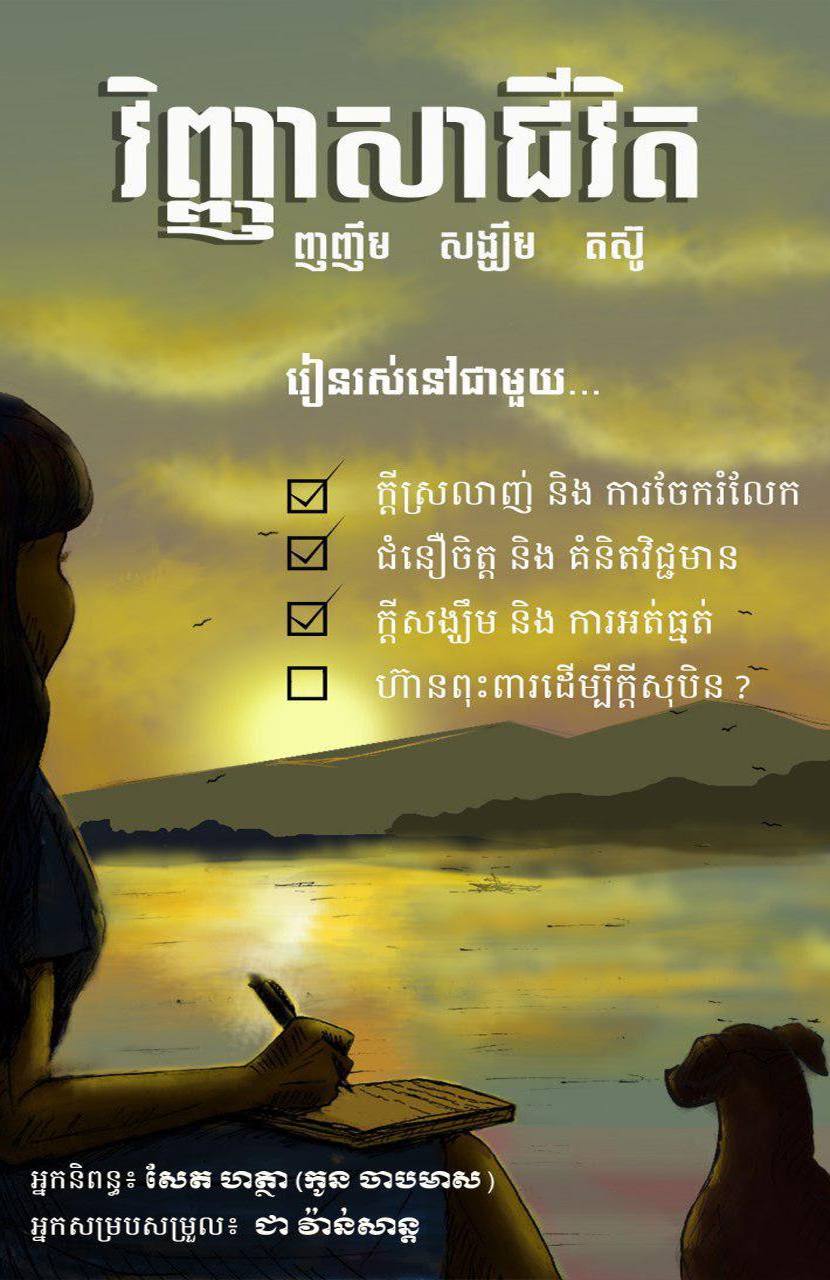 វិញ្ញាសាជីវិត
ញញឹម សង្ឃឹម តស៊ូ
រៀនរស់នៅជាមួយ...
ក្តីស្រលាញ់ និង ការចែករំលែក
ជំនឿចិត្ត និង គំនិតវិជ្ជមាន
ក្តីសង្ឃឹម និង ការអត់ធ្មត់
ហ៊ានពុះពារដើម្បីក្តីសុបិន ?
អ្នកនិពន្ធ៖ សែត ហត្ថា (កូន ចាបមាស )
អ្នកសម្របសម្រួល៖ ជា វ៉ាន់សាន្ត